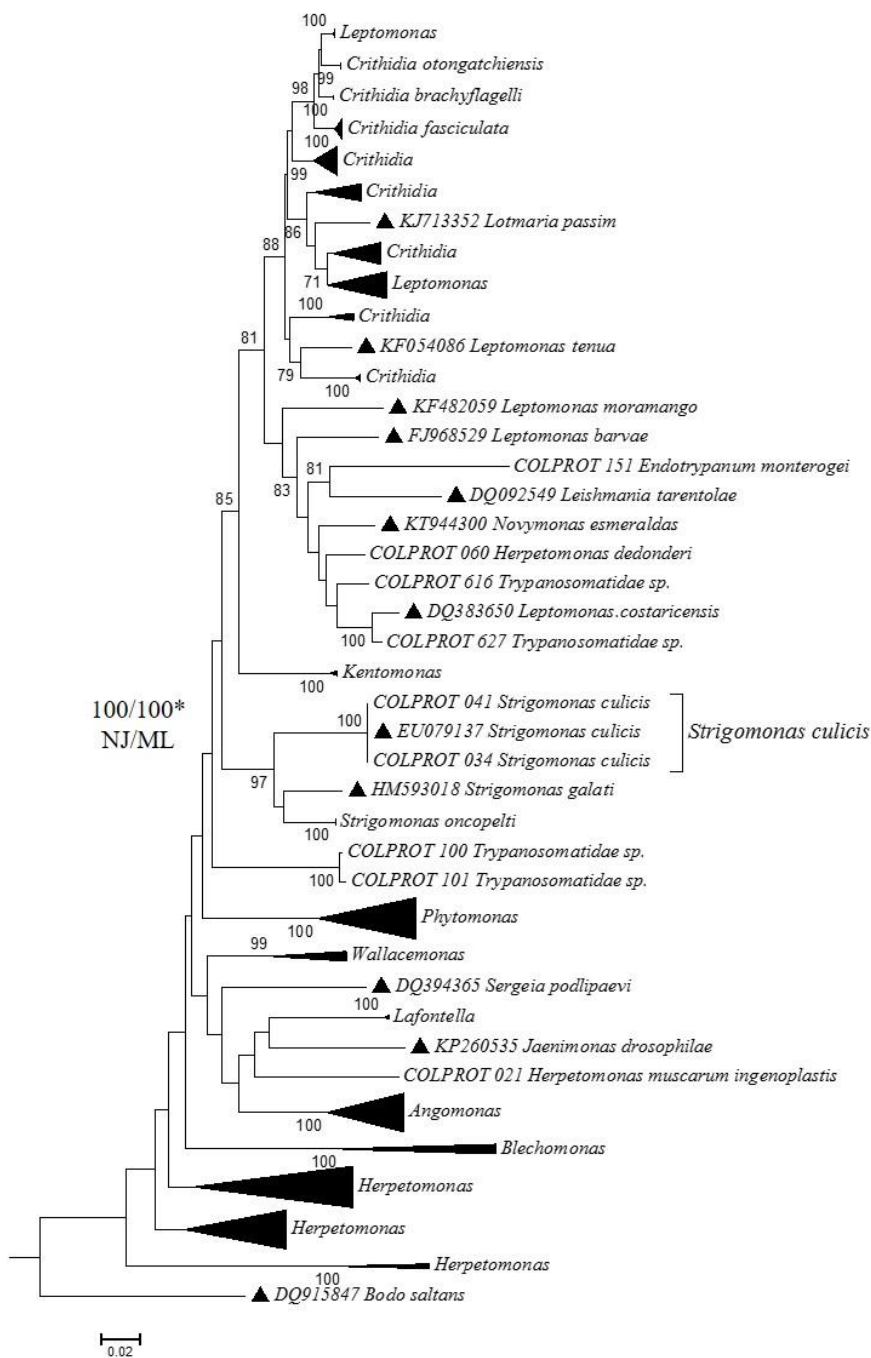 100
Leptomonas
Crithidia otongatchiensis
99
98
Crithidia brachyflagelli
100
Crithidia fasciculata
100
Crithidia
99
Crithidia
KJ713352 Lotmaria passim
86
88
Crithidia
71
Leptomonas
100
Crithidia
81
KF054086 Leptomonas tenua
79
100
Crithidia
KF482059 Leptomonas moramango
FJ968529 Leptomonas barvae
81
COLPROT 151 Endotrypanum monterogei
83
85
DQ092549 Leishmania tarentolae
KT944300 Novymonas esmeraldas
COLPROT 060 Herpetomonas dedonderi
COLPROT 616 Trypanosomatidae sp.
DQ383650 Leptomonas.costaricensis
100
COLPROT 627 Trypanosomatidae sp.
Kentomonas
100
100/100*
NJ/ML
COLPROT 041 Strigomonas culicis
100
EU079137 Strigomonas culicis
Strigomonas culicis
COLPROT 034 Strigomonas culicis
97
HM593018 Strigomonas galati
Strigomonas oncopelti
100
COLPROT 100 Trypanosomatidae sp.
100
COLPROT 101 Trypanosomatidae sp.
Phytomonas
100
99
Wallacemonas
DQ394365 Sergeia podlipaevi
100
Lafontella
KP260535 Jaenimonas drosophilae
COLPROT 021 Herpetomonas muscarum ingenoplastis
Angomonas
100
Blechomonas
100
Herpetomonas
Herpetomonas
Herpetomonas
100
DQ915847 Bodo saltans
0.02